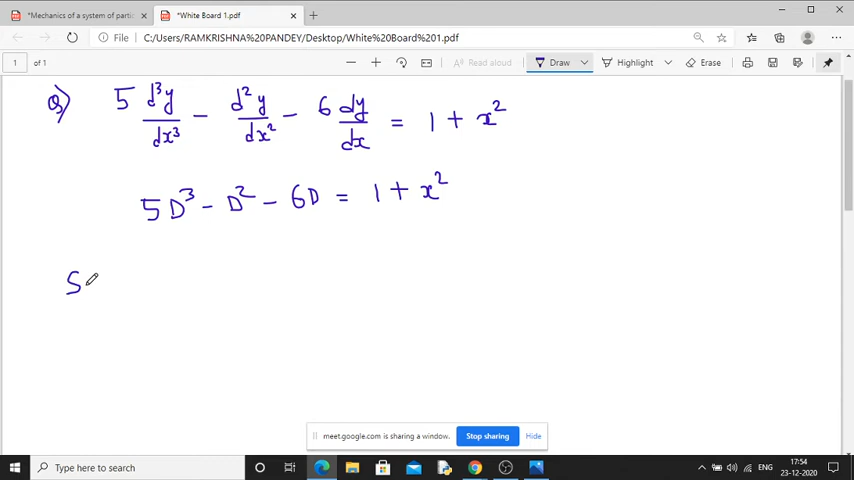 *Mechanics of a system of partic
*White Board 1.pdf
File C:/Users/RAMKRISHNA%20PANDEY/Desktop/White%20Board%201.pdf
1 of 1 Read aloud Draw Highlight Erase
Q) 5 d³y/dx³ - d²y/dx² - 6 dy/dx = 1 + x²
5D³ - D² - 6D = 1 + x²
S
meet.google.com is sharing a window. Stop sharing Hide
Type here to search
ENG
17:54
23-12-2020